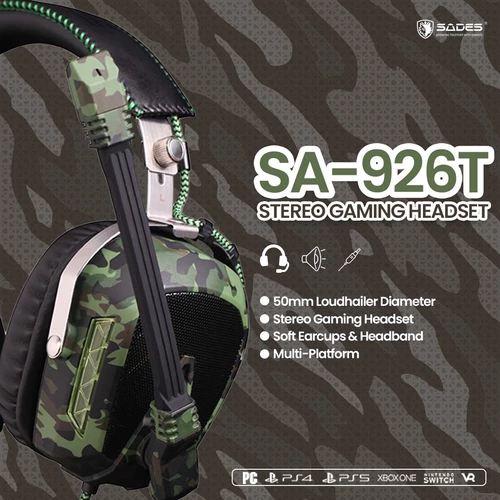 SADES
SA-926T
STEREO GAMING HEADSET
50mm Loudhailer Diameter
Stereo Gaming Headset
Soft Earcups & Headband
Multi-Platform
PC PS4 PS5 XBOX ONE NINTENDO SWITCH VR
L